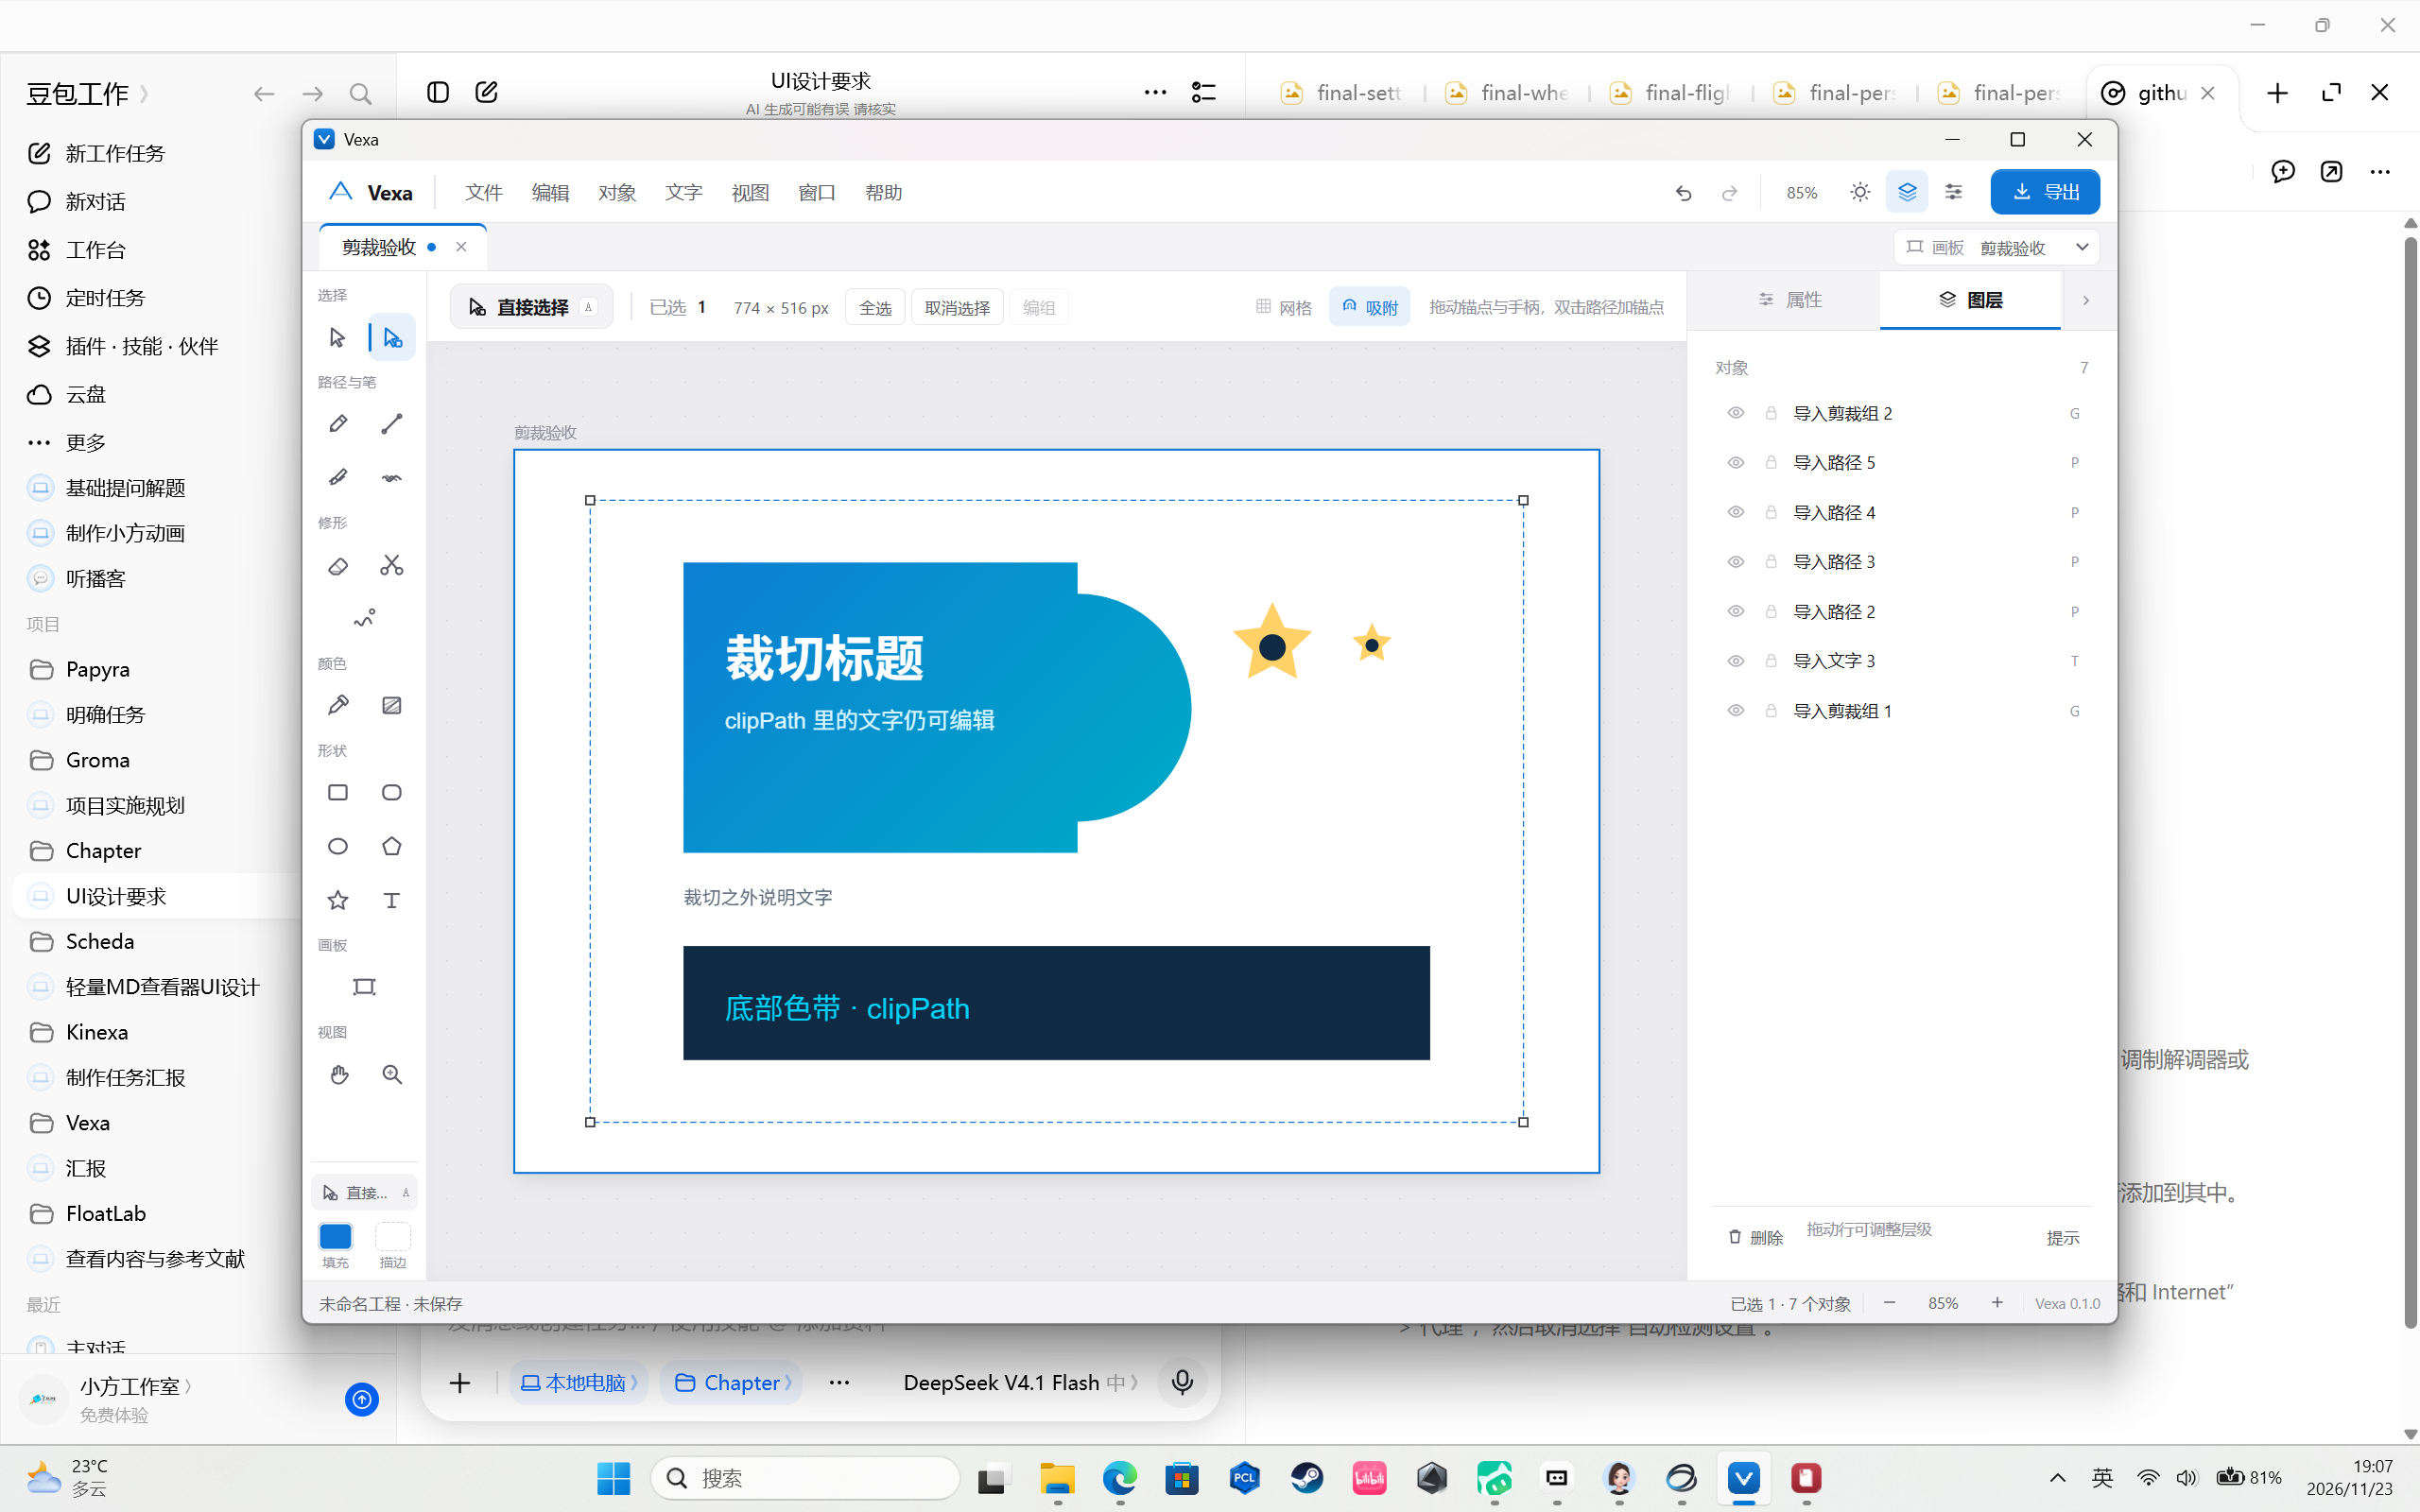 豆包工作
UI设计要求
AI 生成可能有误 请核实
final-sett
final-whe
final-fligh
final-pers
final-pers
githu
新工作任务
新对话
工作台
定时任务
插件 · 技能 · 伙伴
云盘
更多
基础提问解题
制作小方动画
听播客
项目
Papyra
明确任务
Groma
项目实施规划
Chapter
UI设计要求
Scheda
轻量MD查看器UI设计
Kinexa
制作任务汇报
Vexa
汇报
FloatLab
查看内容与参考文献
最近
主对话
小方工作室
免费体验
Vexa
Vexa
文件 编辑 对象 文字 视图 窗口 帮助
85%
导出
剪裁验收
画板 剪裁验收
选择
路径与笔
修形
颜色
形状
画板
视图
直接... A
填充 描边
直接选择 A
已选 1 774 × 516 px 全选 取消选择 编组
网格 吸附 拖动锚点与手柄，双击路径加锚点
剪裁验收
裁切标题
clipPath 里的文字仍可编辑
裁切之外说明文字
底部色带 · clipPath
属性 图层
对象 7
导入剪裁组 2 G
导入路径 5 P
导入路径 4 P
导入路径 3 P
导入路径 2 P
导入文字 3 T
导入剪裁组 1 G
删除 拖动行可调整层级 提示
未命名工程 · 未保存
已选 1 · 7 个对象 85% Vexa 0.1.0
调制解调器或
添加到其中。
和 Internet”
> “代理”，然后取消选择“自动检测设置”。
本地电脑 Chapter DeepSeek V4.1 Flash 中
23°C
多云
搜索
英
81%
19:07
2026/11/23